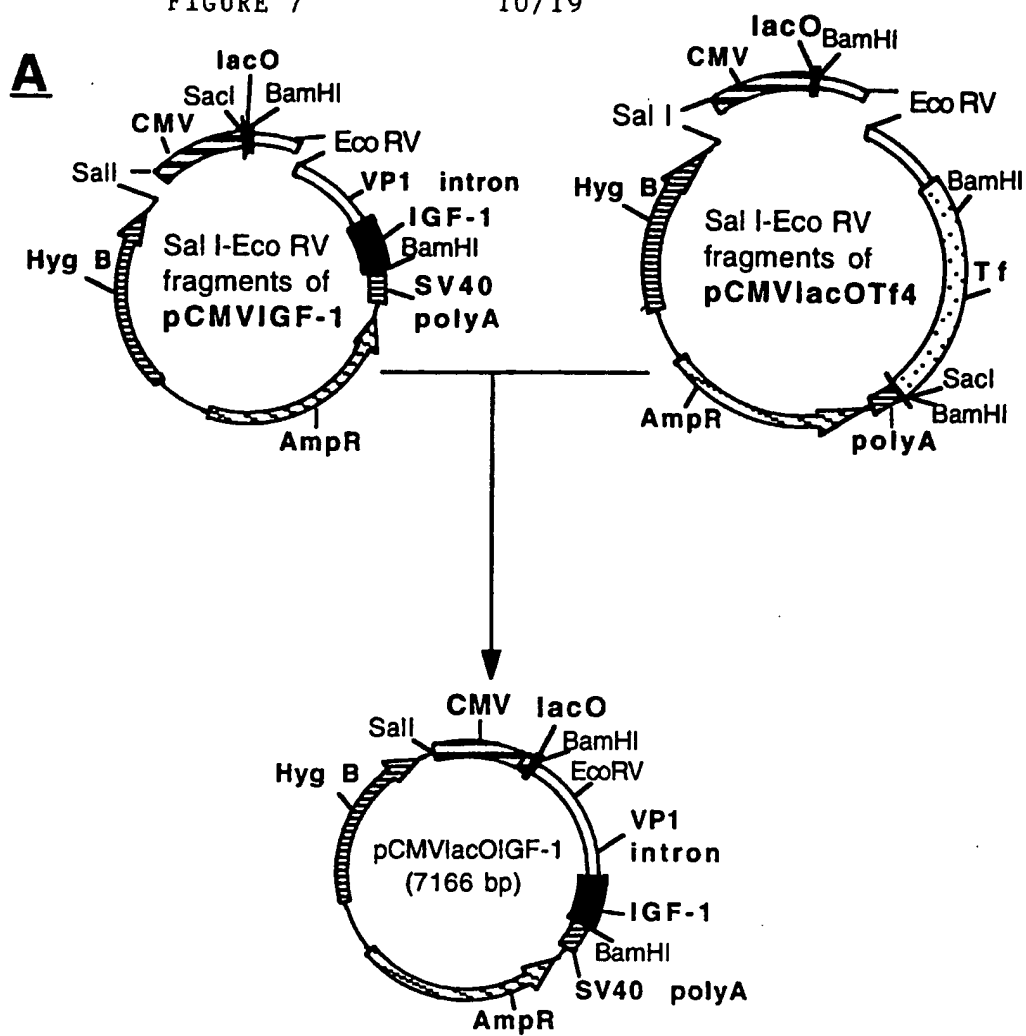 FIGURE 7
10/19
A
lacO
SacI
BamHI
CMV
Eco RV
SalI
VP1 intron
IGF-1
BamHI
Hyg B
Sal I-Eco RV
fragments of
pCMVIGF-1
SV40
polyA
AmpR
lacO
BamHI
CMV
Eco RV
Sal I
BamHI
Hyg B
Sal I-Eco RV
fragments of
pCMVlacOTf4
Tf
SacI
BamHI
AmpR
polyA
CMV
lacO
SalI
BamHI
EcoRV
Hyg B
VP1
intron
pCMVlacOIGF-1
(7166 bp)
IGF-1
BamHI
SV40 polyA
AmpR